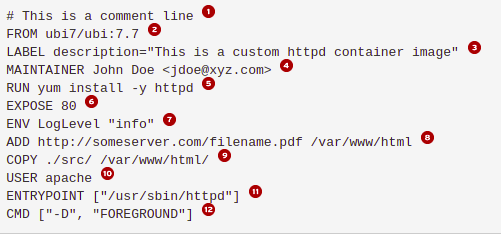 # This is a comment line 1
FROM ubi7/ubi:7.7 2
LABEL description="This is a custom httpd container image" 3
MAINTAINER John Doe <jdoe@xyz.com> 4
RUN yum install -y httpd 5
EXPOSE 80 6
ENV LogLevel "info" 7
ADD http://someserver.com/filename.pdf /var/www/html 8
COPY ./src/ /var/www/html/ 9
USER apache 10
ENTRYPOINT ["/usr/sbin/httpd"] 11
CMD ["-D", "FOREGROUND"] 12